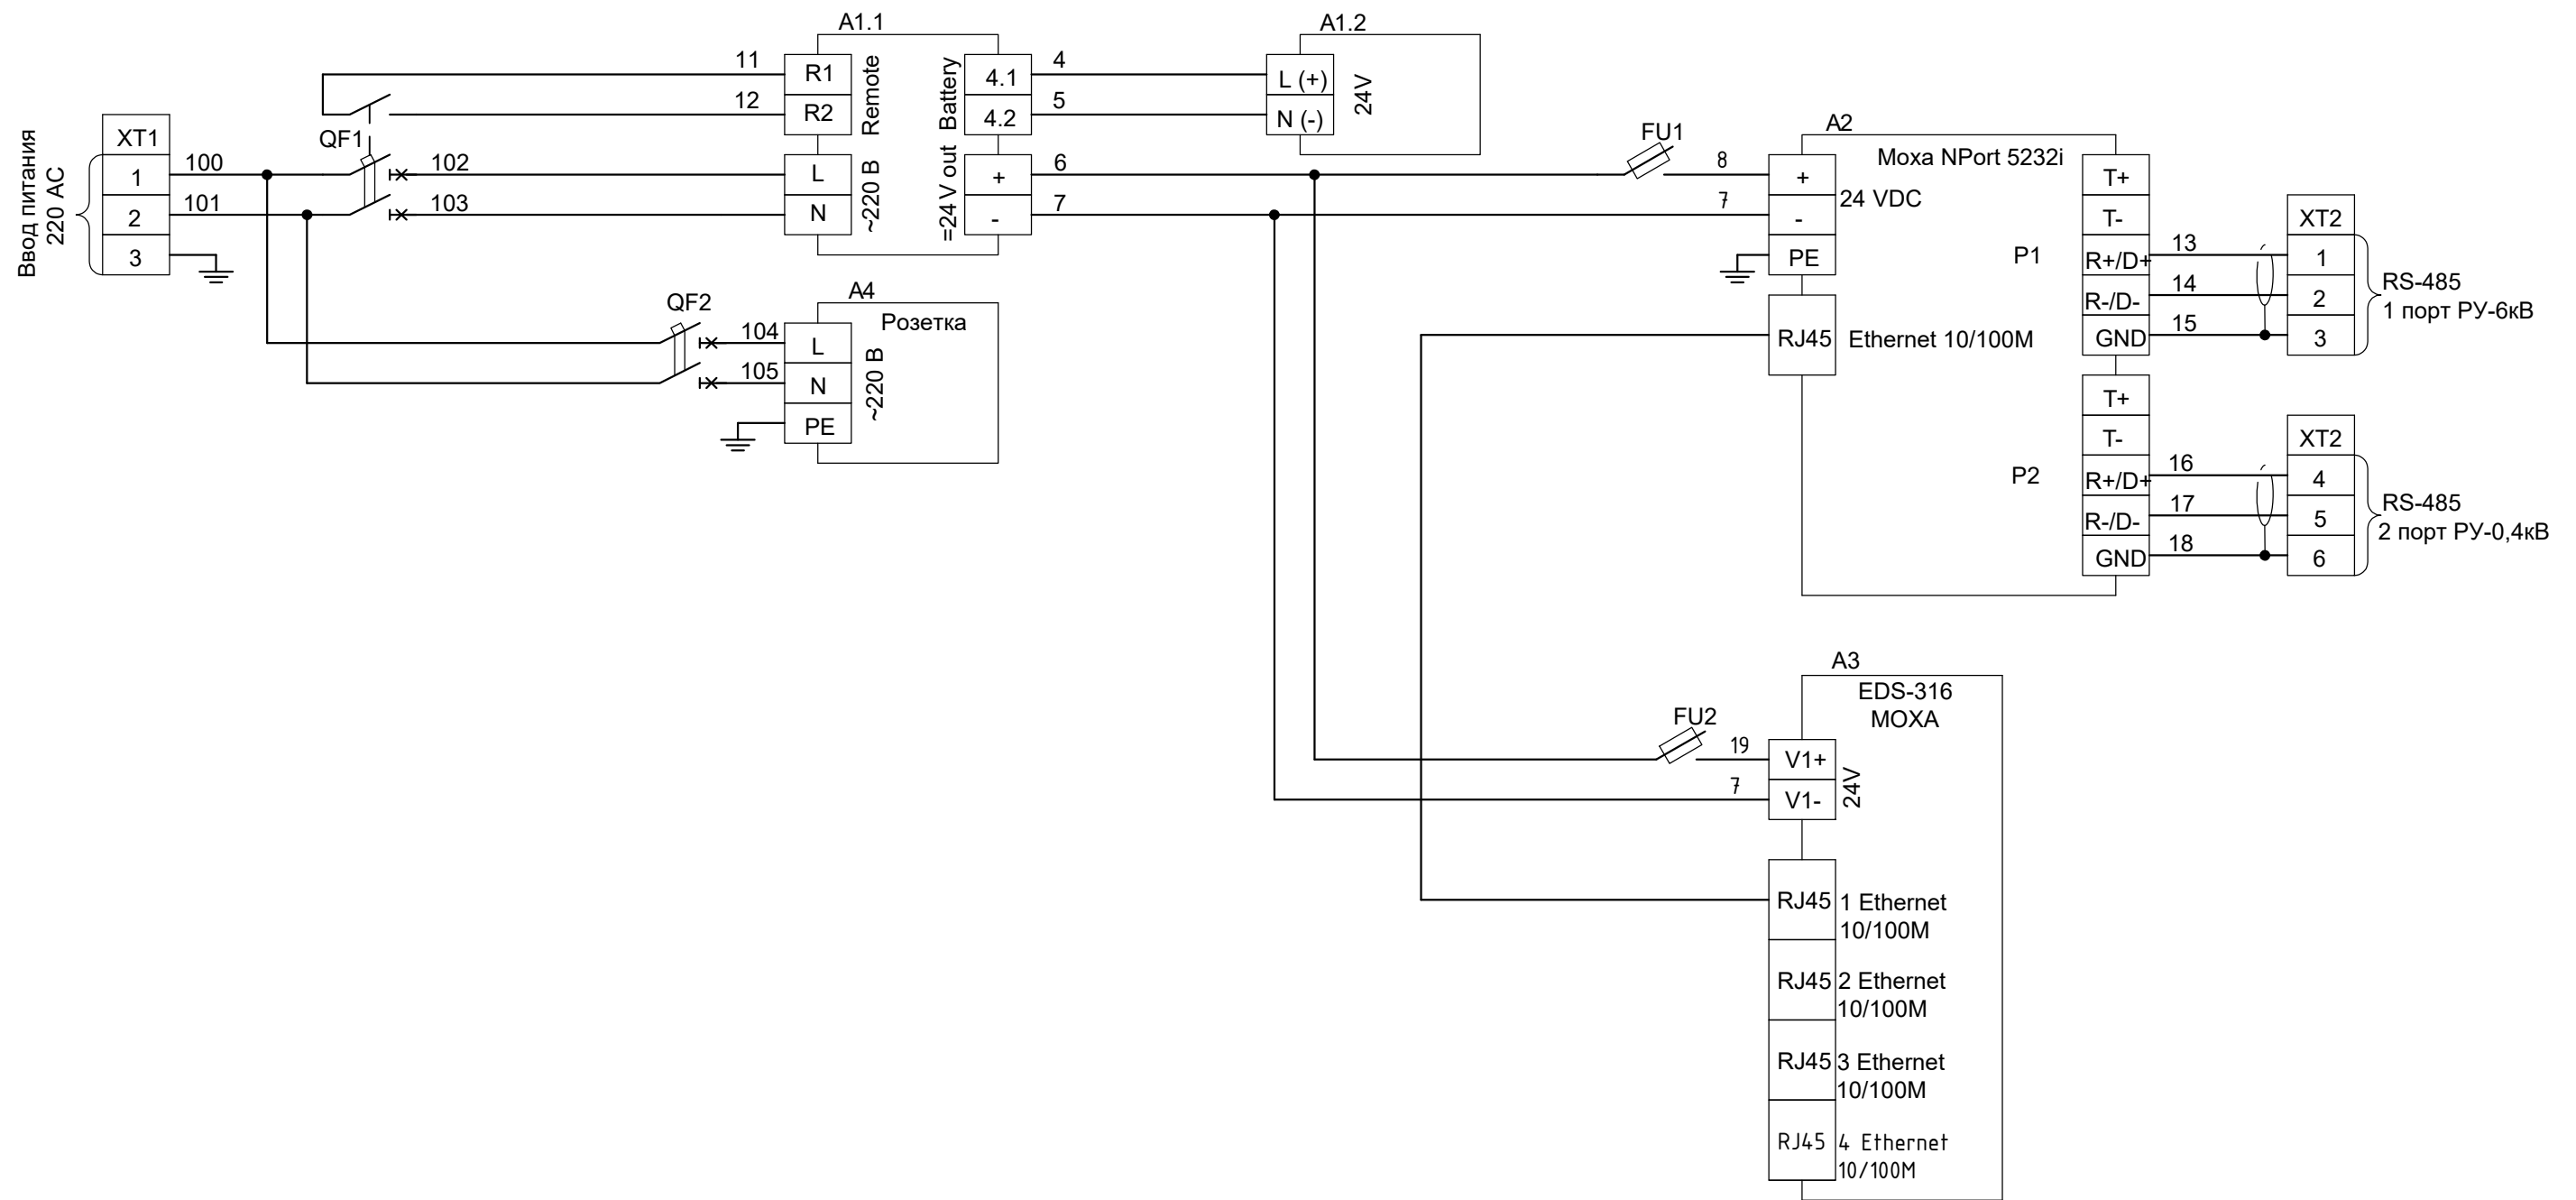 Ввод питания
220 AC
XT1
1
2
3
100
101
QF1
11
12
102
103
A1.1
R1
R2
Remote
L
N
~220 В
Battery
4.1
4.2
=24 V out
+
-
4
5
6
7
A1.2
L (+)
N (-)
24V
QF2
104
105
A4
Розетка
L
N
PE
~220 В
FU1
8
7
A2
Moxa NPort 5232i
+
-
PE
24 VDC
RJ45
Ethernet 10/100M
P1
T+
T-
R+/D+
R-/D-
GND
13
14
15
XT2
1
2
3
RS-485
1 порт РУ-6кВ
P2
T+
T-
R+/D+
R-/D-
GND
16
17
18
XT2
4
5
6
RS-485
2 порт РУ-0,4кВ
A3
EDS-316
MOXA
FU2
19
7
V1+
V1-
24V
RJ45
1 Ethernet
10/100M
RJ45
2 Ethernet
10/100M
RJ45
3 Ethernet
10/100M
RJ45
4 Ethernet
10/100M